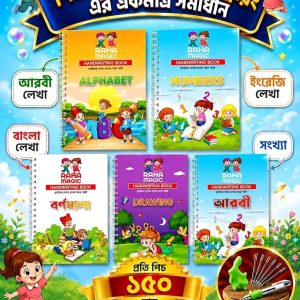 এর একমাত্র সমাধান
আরবী
লেখা
ইংরেজি
লেখা
বাংলা
লেখা
সংখ্যা
RAHA
MAGIC
HANDWRITING BOOK
ALPHABET
RAHA
MAGIC
HANDWRITING BOOK
NUMBERS
RAHA
MAGIC
HANDWRITING BOOK
বর্ণমালা
RAHA
MAGIC
HANDWRITING BOOK
DRAWING
RAHA
MAGIC
HANDWRITING BOOK
আরবী
প্রতি পিচ
১৫০